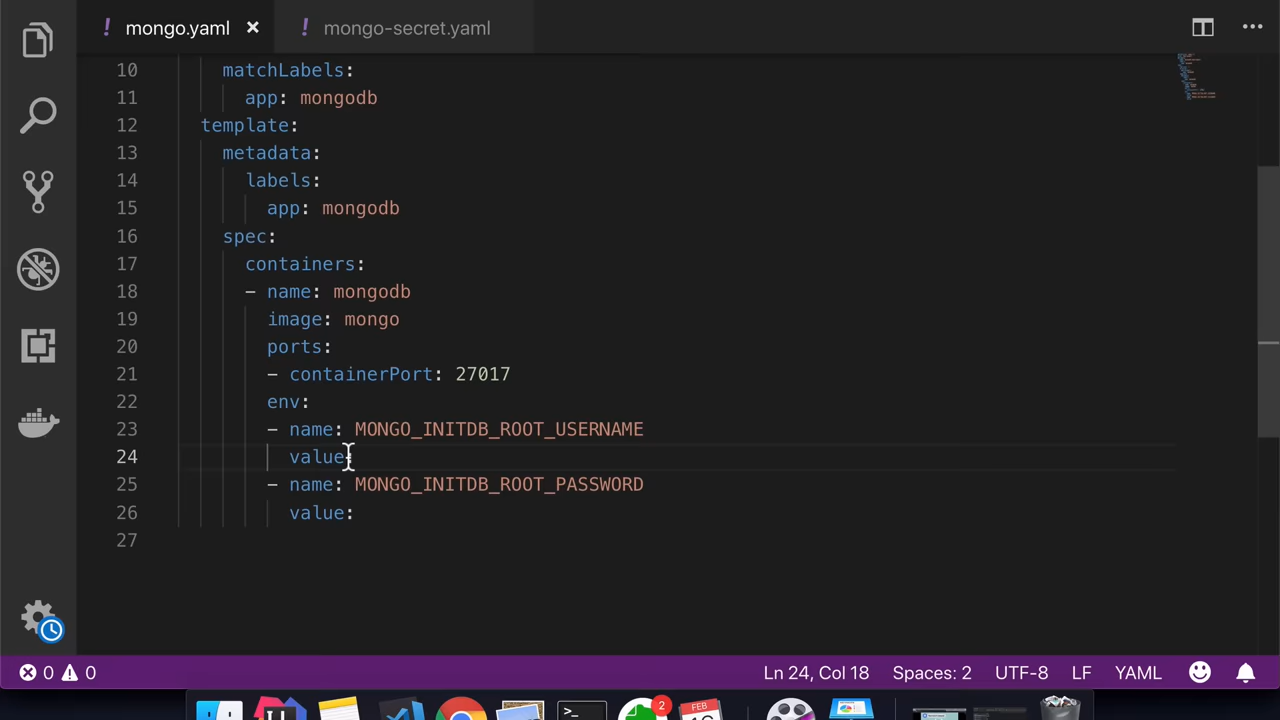 mongo.yaml
mongo-secret.yaml
10 matchLabels:
11 app: mongodb
12 template:
13 metadata:
14 labels:
15 app: mongodb
16 spec:
17 containers:
18 - name: mongodb
19 image: mongo
20 ports:
21 - containerPort: 27017
22 env:
23 - name: MONGO_INITDB_ROOT_USERNAME
24 value:
25 - name: MONGO_INITDB_ROOT_PASSWORD
26 value:
27
0 0 Ln 24, Col 18 Spaces: 2 UTF-8 LF YAML
2
FEB